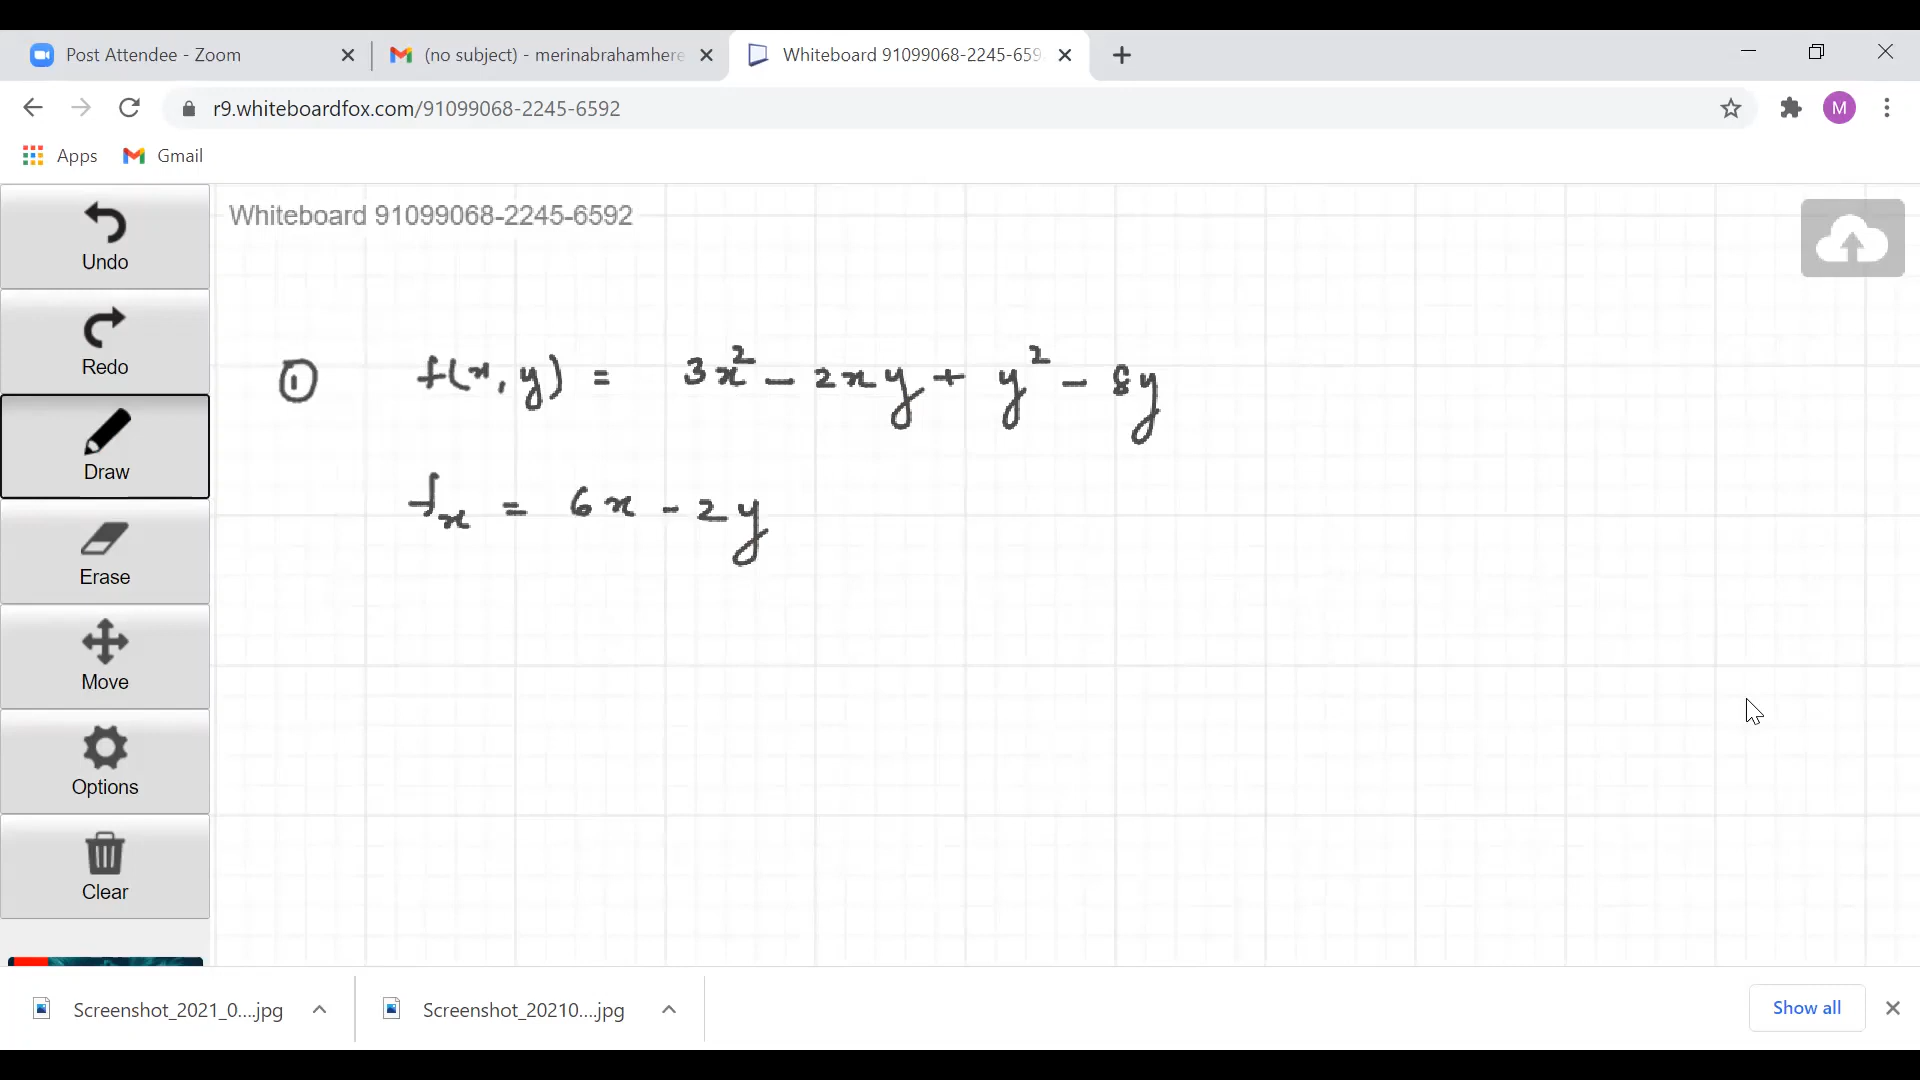 Post Attendee - Zoom
(no subject) - merinabrahamhere
Whiteboard 91099068-2245-659
r9.whiteboardfox.com/91099068-2245-6592
M
Apps
Gmail
Undo
Redo
Draw
Erase
Move
Options
Clear
Whiteboard 91099068-2245-6592
① f(x, y) = 3x² - 2xy + y² - 8y
fₓ = 6x - 2y
Screenshot_2021_0....jpg
Screenshot_20210....jpg
Show all